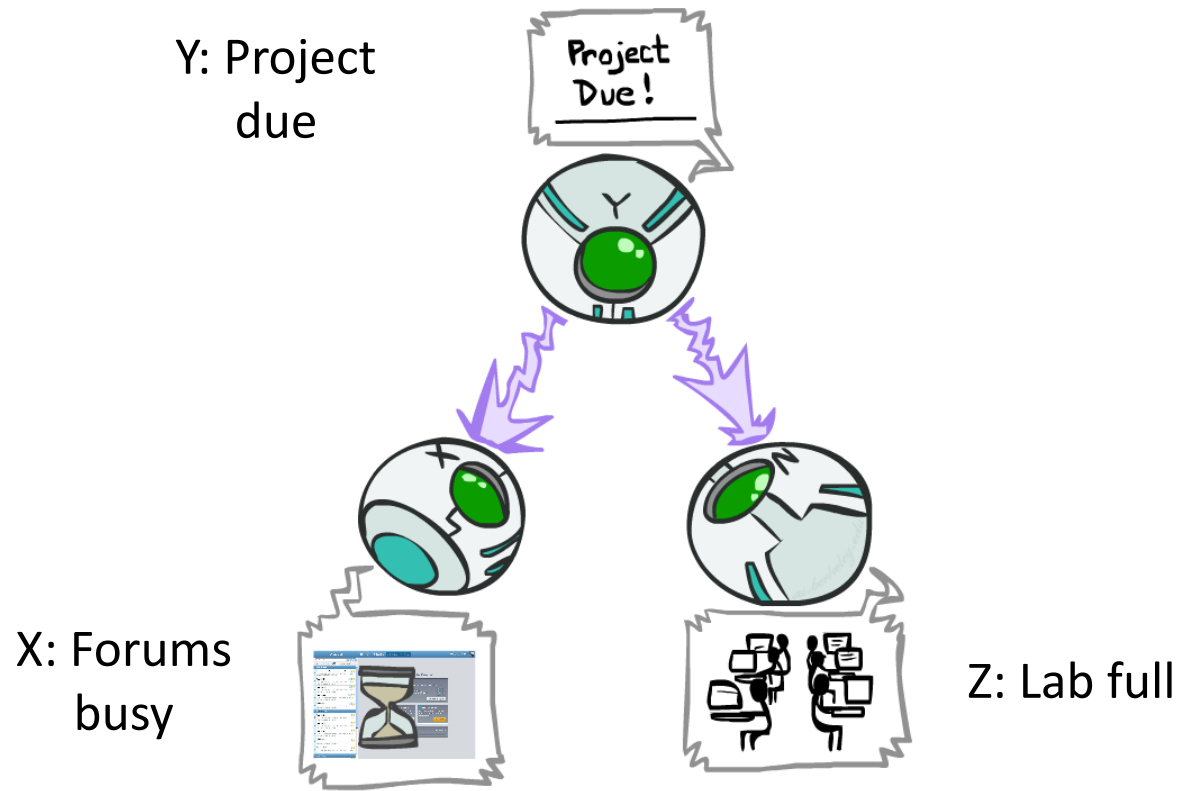 Y: Project
due
Project
Due!
Y
X
Z
X: Forums
busy
Z: Lab full